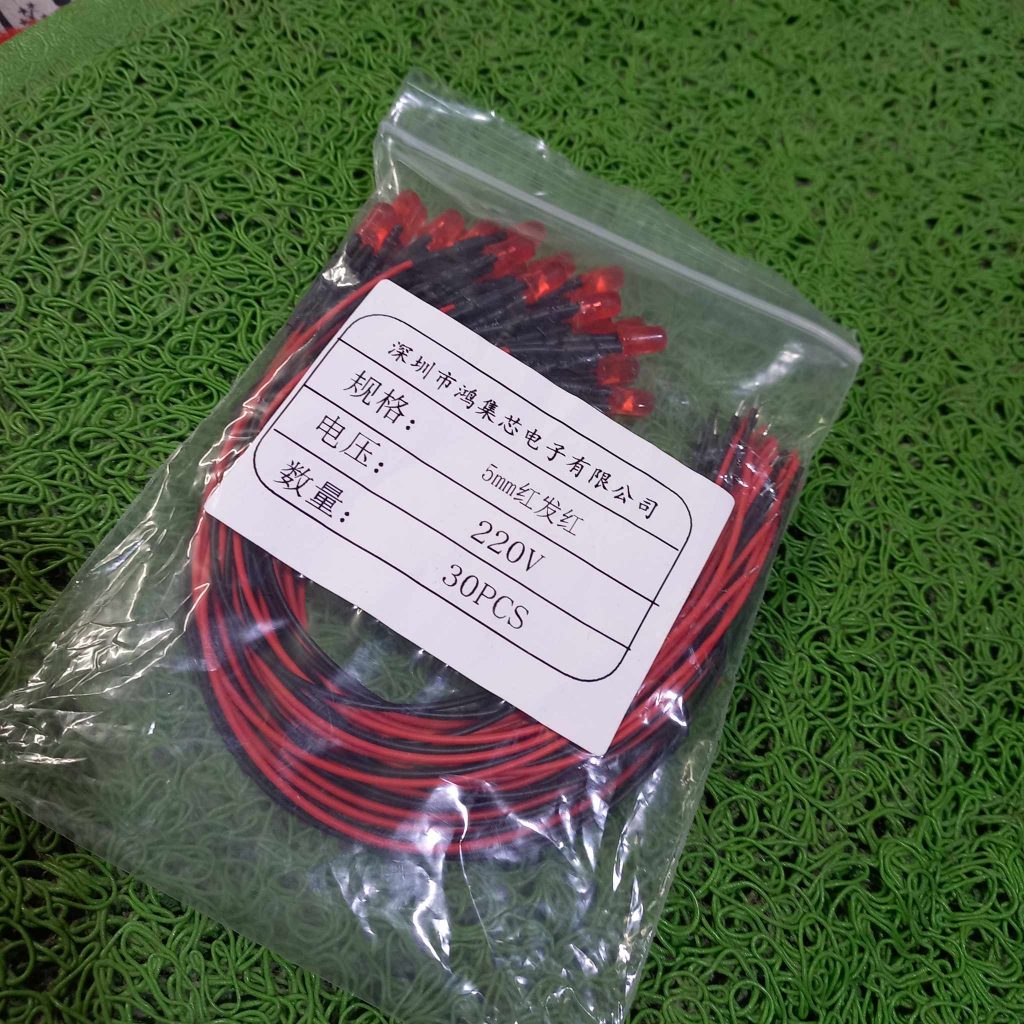 深圳市鸿集芯电子有限公司
规格: 5mm红发红
电压: 220V
数量: 30PCS